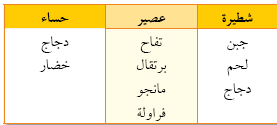 شطيرة عصير حساء
جبن تفاح دجاج
لحم برتقال خضار
دجاج مانجو
فراولة